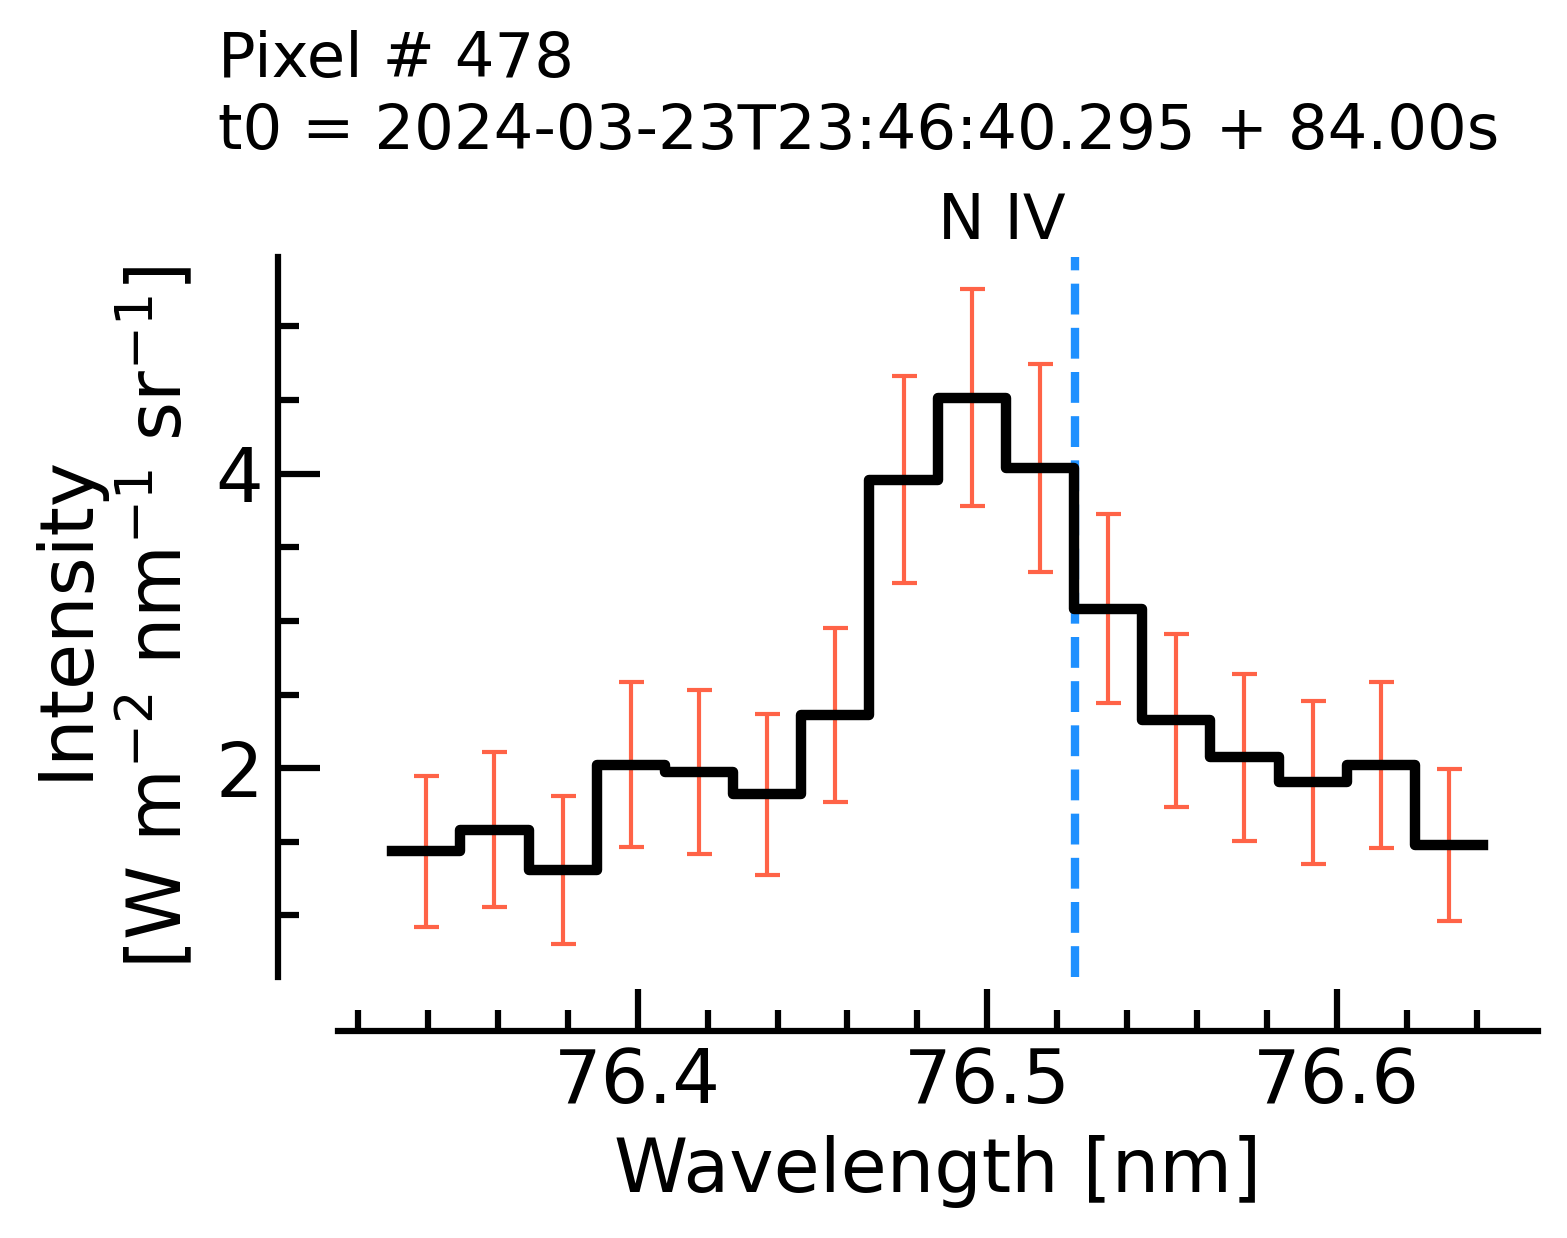 Pixel # 478
t0 = 2024-03-23T23:46:40.295 + 84.00s
N IV
Intensity
[W m⁻² nm⁻¹ sr⁻¹]
4
2
76.4 76.5 76.6
Wavelength [nm]